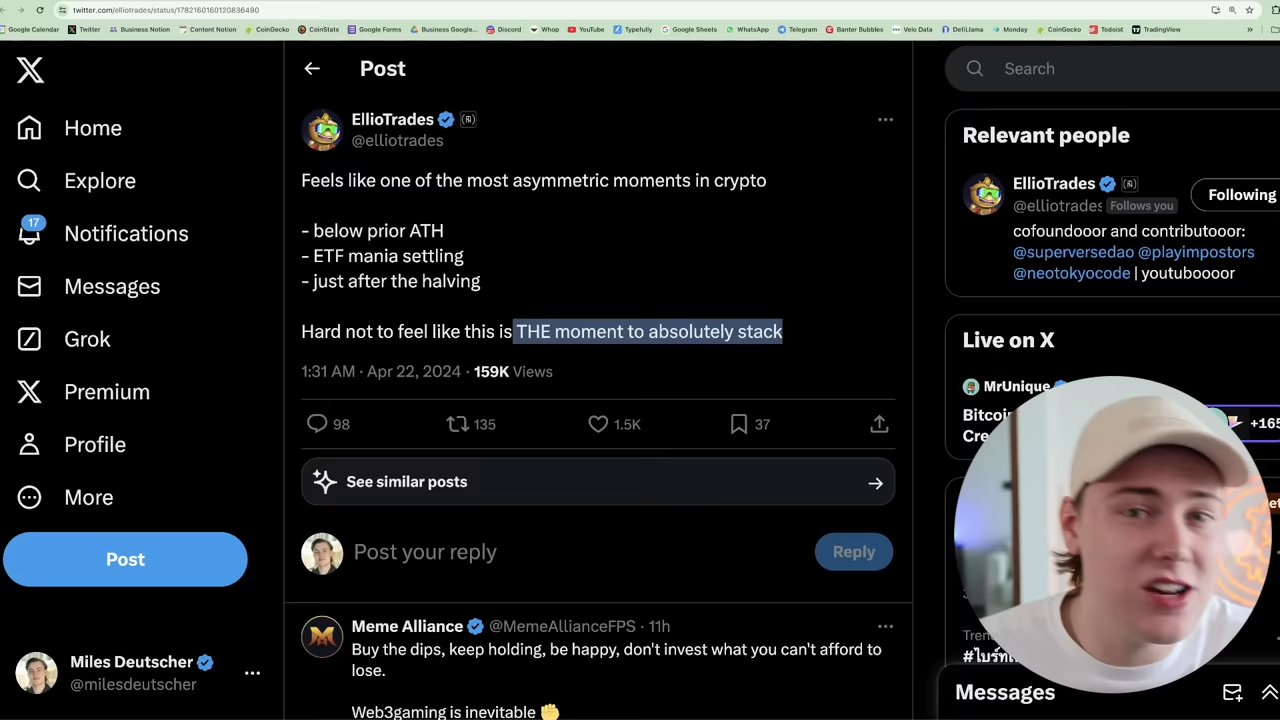 twitter.com/elliotrades/status/1782160160120836490
Google Calendar Twitter Business Notion Content Notion CoinGecko CoinStats Google Forms Business Google... Discord Whop YouTube Typefully Google Sheets WhatsApp Telegram Banter Bubbles Velo Data DefiLlama Monday CoinGecko Todoist TradingView »
Post
Search
Home
Explore
17
Notifications
Messages
Grok
Premium
Profile
More
Post
Miles Deutscher
@milesdeutscher
EllioTrades
@elliotrades
Feels like one of the most asymmetric moments in crypto
- below prior ATH
- ETF mania settling
- just after the halving
Hard not to feel like this is THE moment to absolutely stack
1:31 AM · Apr 22, 2024 · 159K Views
98 135 1.5K 37
See similar posts
Post your reply
Reply
Meme Alliance @MemeAllianceFPS · 11h
Buy the dips, keep holding, be happy, don't invest what you can't afford to
lose.
Web3gaming is inevitable ✊
Relevant people
EllioTrades
@elliotrades Follows you
Following
cofoundooor and contributooor:
@superversedao @playimpostors
@neotokyocode | youtuboooor
Live on X
MrUnique
Bitcoi
Cre
+165
Tren
Messages